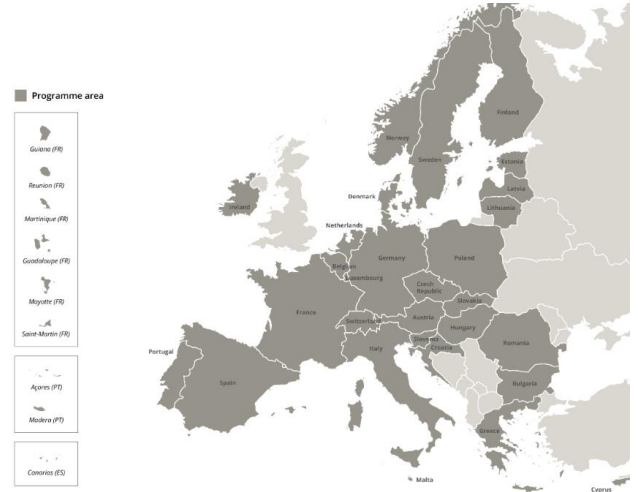 Programme area
Guiana (FR)
Reunion (FR)
Martinique (FR)
Guadaloupe (FR)
Mayotte (FR)
Saint-Martin (FR)
Açores (PT)
Madera (PT)
Canarias (ES)
Finland
Norway
Sweden
Estonia
Latvia
Lithuania
Denmark
Ireland
Netherlands
Germany
Poland
Belgium
Luxembourg
Czech
Republic
Slovakia
France
Switzerland
Austria
Hungary
Slovenia
Croatia
Romania
Italy
Portugal
Spain
Bulgaria
Greece
Malta
Cyprus